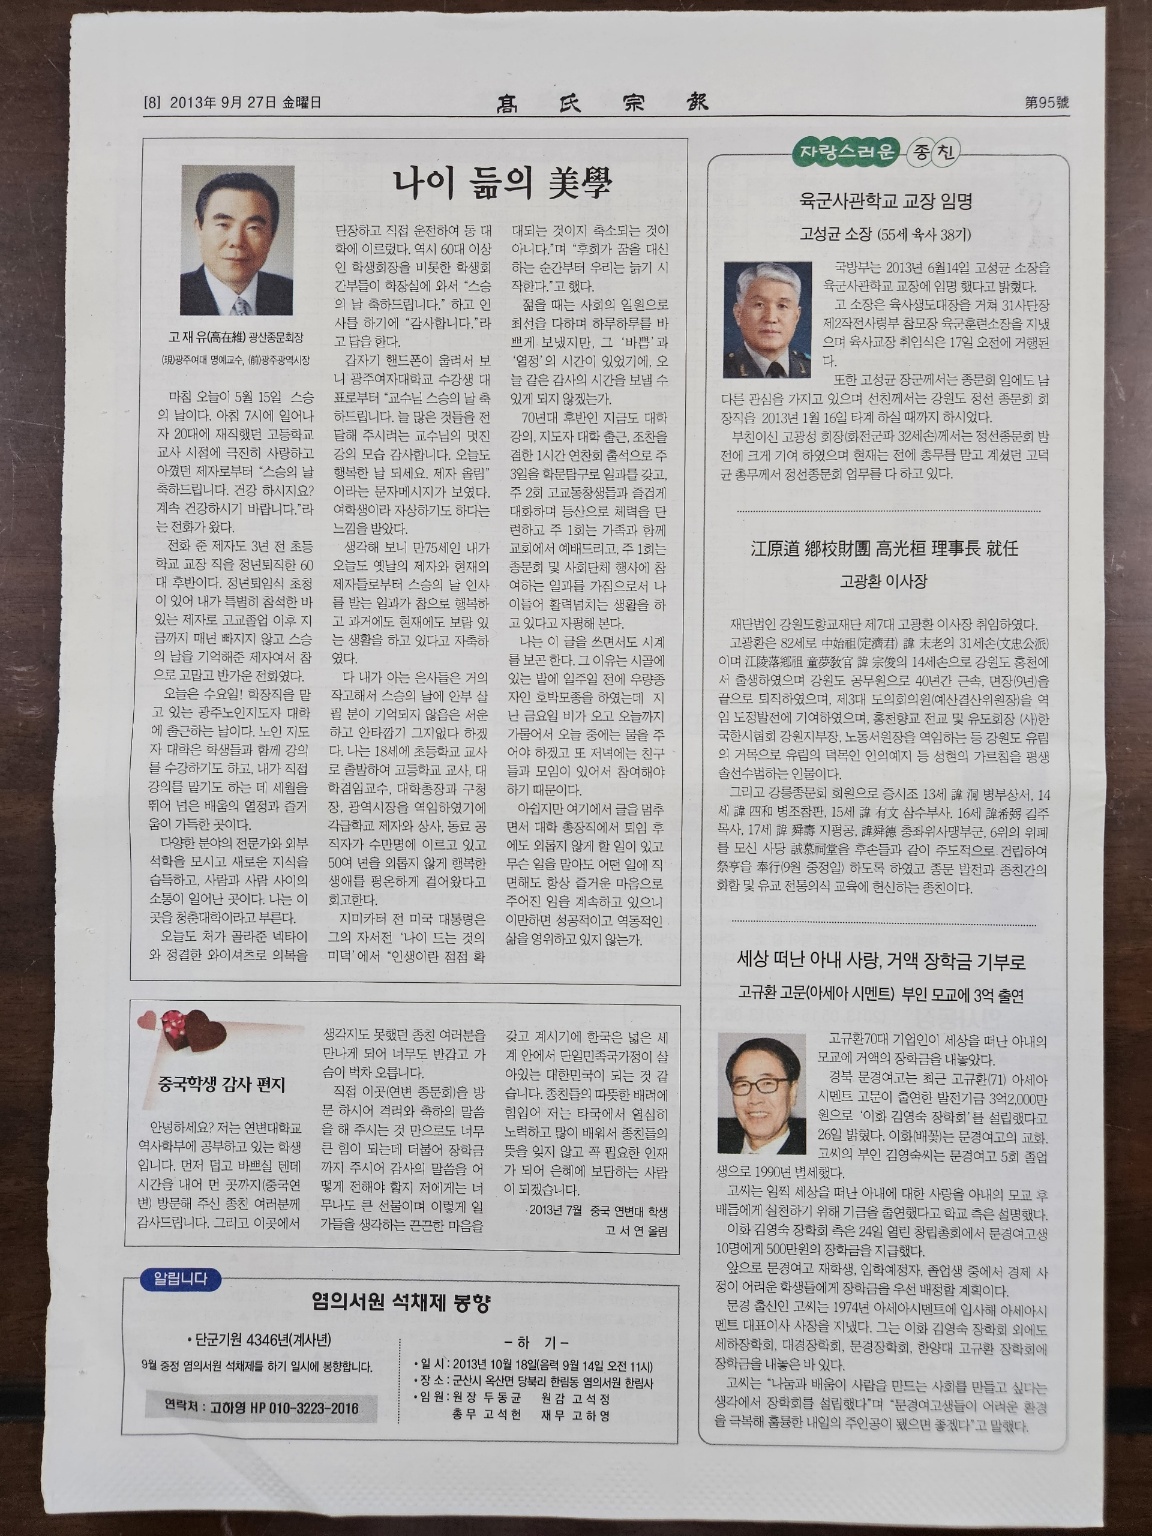 [8] 2013年 9月 27日 金曜日
高氏宗報
第95號
나이 듦의 美學
고재유(高在維) 광산종문회장
(現)광주여대 명예교수, (前)광주광역시장
마침 오늘이 5월 15일 스승
의 날이다. 아침 7시에 일어나
자 20대에 재직했던 고등학교
교사 시절에 극진히 사랑하고
아꼈던 제자로부터 "스승의 날
축하드립니다. 건강 하시지요?
계속 건강하시기 바랍니다."라
는 전화가 왔다.
전화 준 제자도 3년 전 초등
학교 교장 직을 정년퇴직한 60
대 후반이다. 정년퇴임식 초청
이 있어 내가 특별히 참석한 바
있는 제자로 고교졸업 이후 지
금까지 매년 빠지지 않고 스승
의 날을 기억해준 제자여서 참
으로 고맙고 반가운 전화였다.
오늘은 수요일! 학장직을 맡
고 있는 광주노인지도자 대학
에 출근하는 날이다. 노인 지도
자 대학은 학생들과 함께 강의
를 수강하기도 하고, 내가 직접
강의를 맡기도 하는 데 세월을
뛰어 넘은 배움의 열정과 즐거
움이 가득한 곳이다.
다양한 분야의 전문가와 외부
석학을 모시고 새로운 지식을
습득하고, 사람과 사람 사이의
소통이 일어난 곳이다. 나는 이
곳을 청춘대학이라고 부른다.
오늘도 처가 골라준 넥타이
와 정결한 와이셔츠로 의복을
단장하고 직접 운전하여 동 대
학에 이르렀다. 역시 60대 이상
인 학생회장을 비롯한 학생회
간부들이 학장실에 와서 "스승
의 날 축하드립니다." 하고 인
사를 하기에 "감사합니다."라
고 답을 한다.
갑자기 핸드폰이 울려서 보
니 광주여자대학교 수강생 대
표로부터 "교수님 스승의 날 축
하드립니다. 늘 많은 것들을 전
달해 주시려는 교수님의 멋진
강의 모습 감사합니다. 오늘도
행복한 날 되세요. 제자 올림"
이라는 문자메시지가 보였다.
여학생이라 자상하기도 하다는
느낌을 받았다.
생각해 보니 만75세인 내가
오늘도 옛날의 제자와 현재의
제자들로부터 스승의 날 인사
를 받는 일과가 참으로 행복하
고 과거에도 현재에도 보람 있
는 생활을 하고 있다고 자축하
였다.
다 내가 아는 은사들은 거의
작고해서 스승의 날에 안부 살
필 분이 기억되지 않음은 서운
하고 안타깝기 그지없다 하겠
다. 나는 18세에 초등학교 교사
로 출발하여 고등학교 교사, 대
학겸임교수, 대학총장과 구청
장, 광역시장을 역임하였기에
각급학교 제자와 상사, 동료 공
직자가 수만명에 이르고 있고
50여 년을 외롭지 않게 행복한
생애를 평온하게 걸어왔다고
회고한다.
지미카터 전 미국 대통령은
그의 자서전 '나이 드는 것의
미덕'에서 "인생이란 점점 확
대되는 것이지 축소되는 것이
아니다."며 "후회가 꿈을 대신
하는 순간부터 우리는 늙기 시
작한다."고 했다.
젊을 때는 사회의 일원으로
최선을 다하며 하루하루를 바
쁘게 보냈지만, 그 '바쁨'과
'열정'의 시간이 있었기에, 오
늘 같은 감사의 시간을 보낼 수
있게 되지 않겠는가.
70년대 후반인 지금도 대학
강의, 지도자 대학 출근, 조찬을
겸한 1시간 연찬회 출석으로 주
3일을 학문탐구로 일과를 갖고,
주 2회 고교동창생들과 즐겁게
대화하며 등산으로 체력을 단
련하고 주 1회는 가족과 함께
교회에서 예배드리고, 주 1회는
종문회 및 사회단체 행사에 참
여하는 일과를 가짐으로서 나
이들어 활력넘치는 생활을 하
고 있다고 자평해 본다.
나는 이 글을 쓰면서도 시계
를 보곤 한다. 그 이유는 시골에
있는 밭에 일주일 전에 우량종
자인 호박모종을 하였는데 지
난 금요일 비가 오고 오늘까지
가물어서 오늘 중에는 물을 주
어야 하겠고 또 저녁에는 친구
들과 모임이 있어서 참여해야
하기 때문이다.
아쉽지만 여기에서 글을 멈추
면서 대학 총장직에서 퇴임 후
에도 외롭지 않게 할 일이 있고
무슨 일을 맡아도 어떤 일에 직
면해도 항상 즐거운 마음으로
주어진 일을 계속하고 있으니
이만하면 성공적이고 역동적인
삶을 영위하고 있지 않는가.
중국학생 감사 편지
안녕하세요? 저는 연변대학교
역사학부에 공부하고 있는 학생
입니다. 먼저 덥고 바쁘실 텐데
시간을 내어 먼 곳까지(중국연
변) 방문해 주신 종친 여러분께
감사드립니다. 그리고 이곳에서
생각지도 못했던 종친 여러분을
만나게 되어 너무도 반갑고 가
슴이 벅차 오릅니다.
직접 이곳(연변 종문회)을 방
문 하시어 격려와 축하의 말씀
을 해 주시는 것 만으로도 너무
큰 힘이 되는데 더불어 장학금
까지 주시어 감사의 말씀을 어
떻게 전해야 할지 저에게는 너
무나도 큰 선물이며 이렇게 일
가들을 생각하는 끈끈한 마음을
갖고 계시기에 한국은 넓은 세
계 안에서 단일민족국가정이 살
아있는 대한민국이 되는 것 같
습니다. 종친들의 따뜻한 배려에
힘입어 저는 타국에서 열심히
노력하고 많이 배워서 종친들의
뜻을 잊지 않고 꼭 필요한 인재
가 되어 은혜에 보답하는 사람
이 되겠습니다.
2013년 7월 중국 연변대 학생
고 서 연 올림
알립니다
염의서원 석채제 봉향
• 단군기원 4346년(계사년)
9월 중정 염의서원 석채제를 하기 일시에 봉향합니다.
연락처 : 고하영 HP 010-3223-2016
- 하 기 -
• 일 시 : 2013년 10월 18일(음력 9월 14일 오전 11시)
• 장 소 : 군산시 옥산면 당북리 한림동 염의서원 한림사
• 임 원 : 원 장 두 동 균 원 감 고 석 정
총 무 고 석 헌 재 무 고 하 영
자랑스러운 종친
육군사관학교 교장 임명
고성균 소장 (55세 육사 38기)
국방부는 2013년 6월14일 고성균 소장을
육군사관학교 교장에 임명 했다고 밝혔다.
고 소장은 육사생도대장을 거쳐 31사단장
제2작전사령부 참모장 육군훈련소장을 지냈
으며 육사교장 취임식은 17일 오전에 거행된
다.
또한 고성균 장군께서는 종문회 일에도 남
다른 관심을 가지고 있으며 선친께서는 강원도 정선 종문회 회
장직음 2013년 1월 16일 타계 하실 때까지 하시었다.
부친이신 고광성 회장(화전군파 32세손)께서는 정선종문회 발
전에 크게 기여 하였으며 현재는 전에 총무를 맡고 계셨던 고덕
균 총무께서 정선종문회 업무를 다 하고 있다.
江原道 鄕校財團 高光桓 理事長 就任
고광환 이사장
재단법인 강원도향교재단 제7대 고광환 이사장 취임하였다.
고광환은 82세로 中始祖(定濟君) 諱 末老의 31세손(文忠公派)
이며 江陵落鄕祖 童夢敎官 諱 宗俊의 14세손으로 강원도 홍천에
서 출생하였으며 강원도 공부원으로 40년간 근속, 면장(9년)을
끝으로 퇴직하였으며, 제3대 도의회의원(예산결산위원장)을 역
임 도정발전에 기여하였으며, 홍천향교 전교 및 유도회장 (사)한
국한시협회 강원지부장, 노동서원장을 역임하는 등 강원도 유림
의 거목으로 유림의 덕목인 인의예지 등 성현의 가르침을 평생
솔선수범하는 인물이다.
그리고 강릉종문회 회원으로 증시조 13세 諱 洞 병부상서, 14
세 諱 四和 병조참판, 15세 諱 有文 삼수부사. 16세 諱希弼 길주
목사, 17세 諱 舜壽 지평공, 諱舜德 충좌위사맹부군, 6위의 위폐
를 모신 사당 誠慕祠堂을 후손들과 같이 주도적으로 건립하여
祭享을 奉行(9월 중정일) 하도록 하였고 종문 발전과 종친간의
화합 및 유교 전통의식 교육에 헌신하는 종친이다.
세상 떠난 아내 사랑, 거액 장학금 기부로
고규환 고문(아세아 시멘트) 부인 모교에 3억 출연
고규환70대 기업인이 세상을 떠난 아내의
모교에 거액의 장학금을 내놓았다.
경북 문경여고는 최근 고규환(71) 아세아
시멘트 고문이 출연한 발전기금 3억2,000만
원으로 '이화 김영숙 장학회'를 설립했다고
26일 밝혔다. 이화(배꽃)는 문경여고의 교화,
고씨의 부인 김영숙씨는 문경여고 5회 졸업
생으로 1990년 별세했다.
고씨는 일찍 세상을 떠난 아내에 대한 사랑을 아내의 모교 후
배들에게 실천하기 위해 기금을 출연했다고 학교 측은 설명했다.
이화 김영숙 장학회 측은 24일 열린 창립총회에서 문경여고생
10명에게 500만원의 장학금을 지급했다.
앞으로 문경여고 재학생, 입학예정자, 졸업생 중에서 경제 사
정이 어려운 학생들에게 장학금을 우선 배정할 계획이다.
문경 출신인 고씨는 1974년 아세아시멘트에 입사해 아세아시
멘트 대표이사 사장을 지냈다. 그는 이화 김영숙 장학회 외에도
세하장학회, 대경장학회, 문경장학회, 한양대 고규환 장학회에
장학금을 내놓은 바 있다.
고씨는 "나눔과 배움이 사람을 만드는 사회를 만들고 싶다는
생각에서 장학회를 설립했다"며 "문경여고생들이 어려운 환경
을 극복해 훌륭한 내일의 주인공이 됐으면 좋겠다"고 말했다.